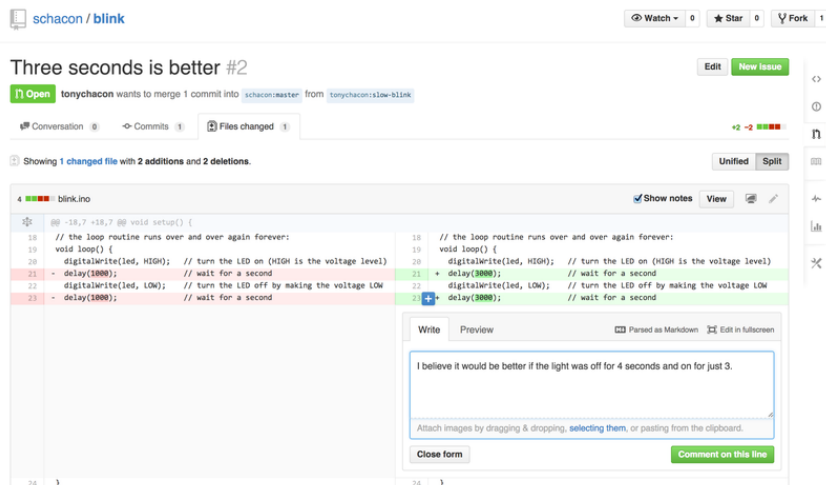 schacon / blink
Watch 0 Star 0 Fork 1
Three seconds is better #2
Edit New issue
Open tonychacon wants to merge 1 commit into schacon:master from tonychacon:slow-blink
Conversation 0 Commits 1 Files changed 1 +2 −2
Showing 1 changed file with 2 additions and 2 deletions.
Unified Split
4 blink.ino Show notes View
@@ -18,7 +18,7 @@ void setup() {
18 // the loop routine runs over and over again forever: 18 // the loop routine runs over and over again forever:
19 void loop() { 19 void loop() {
20 digitalWrite(led, HIGH); // turn the LED on (HIGH is the voltage level) 20 digitalWrite(led, HIGH); // turn the LED on (HIGH is the voltage level)
21 - delay(1000); // wait for a second 21 + delay(3000); // wait for a second
22 digitalWrite(led, LOW); // turn the LED off by making the voltage LOW 22 digitalWrite(led, LOW); // turn the LED off by making the voltage LOW
23 - delay(1000); // wait for a second 23 + delay(3000); // wait for a second
Write Preview Parsed as Markdown Edit in fullscreen
I believe it would be better if the light was off for 4 seconds and on for just 3.
Attach images by dragging & dropping, selecting them, or pasting from the clipboard.
Close form Comment on this line
24 } 24 }